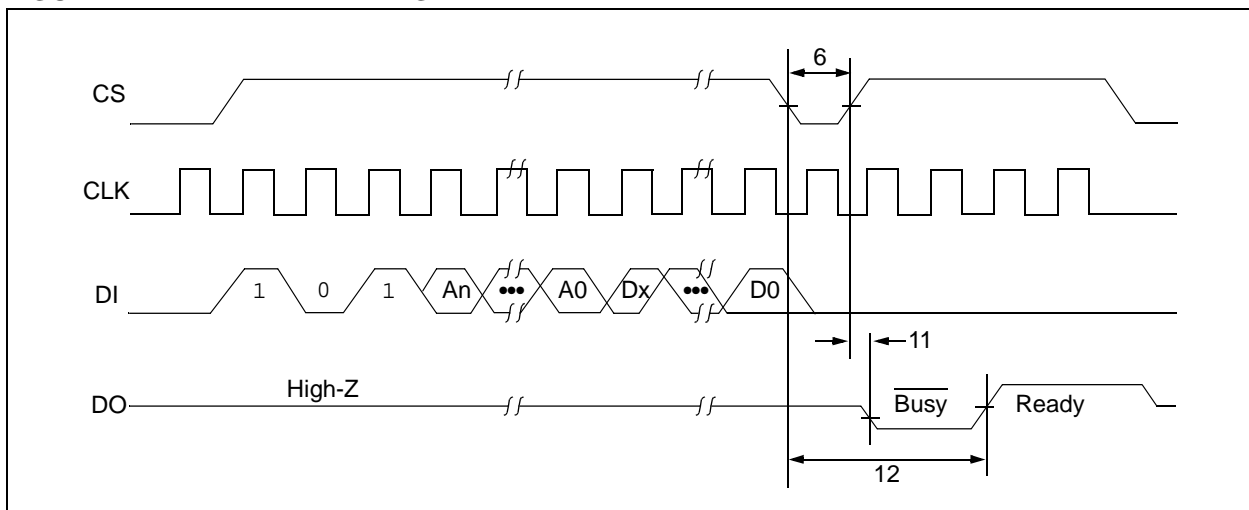 6
CS
CLK
DI 1 0 1 An ••• A0 Dx ••• D0
11
High-Z
DO Busy Ready
12